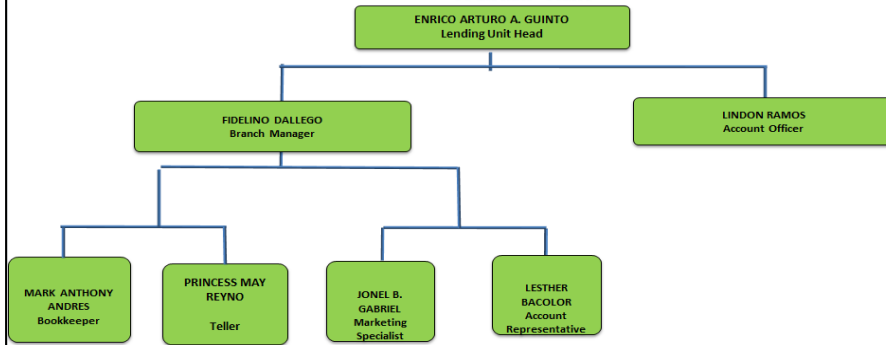 ENRICO ARTURO A. GUINTO
Lending Unit Head
FIDELINO DALLEGO
Branch Manager
LINDON RAMOS
Account Officer
MARK ANTHONY
ANDRES
Bookkeeper
PRINCESS MAY
REYNO
Teller
JONEL B.
GABRIEL
Marketing
Specialist
LESTHER
BACOLOR
Account
Representative